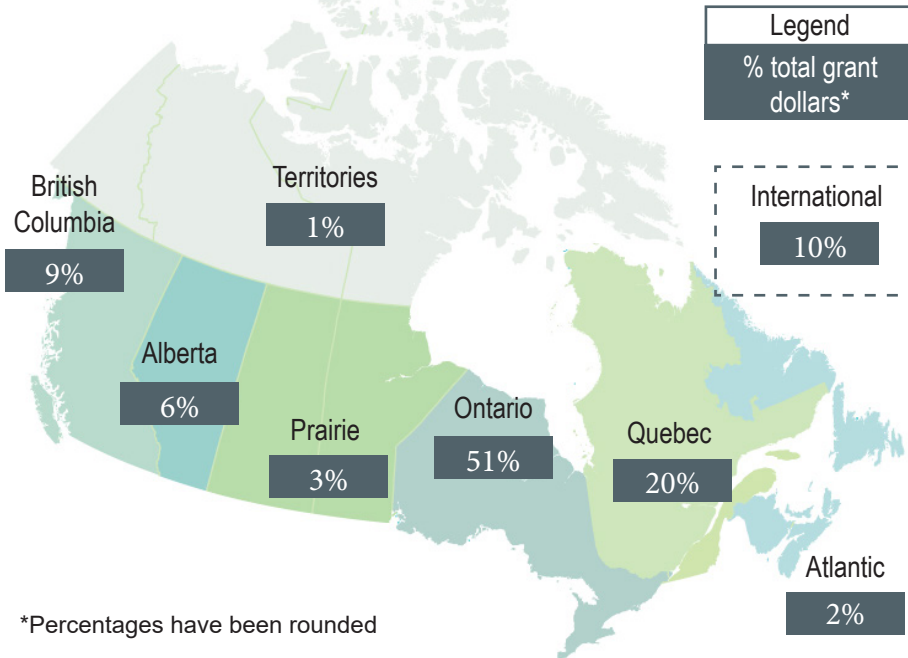 Legend
% total grant
dollars*
British
Columbia
9%
Territories
1%
International
10%
Alberta
6%
Prairie
3%
Ontario
51%
Quebec
20%
Atlantic
2%
*Percentages have been rounded